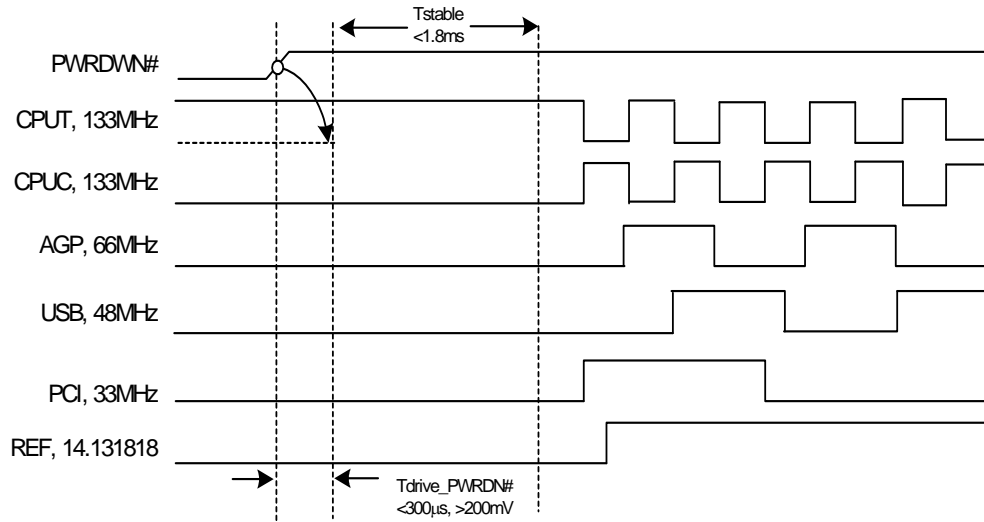 Tstable
<1.8ms
PWRDWN#
CPUT, 133MHz
CPUC, 133MHz
AGP, 66MHz
USB, 48MHz
PCI, 33MHz
REF, 14.131818
Tdrive_PWRDN#
<300µs, >200mV